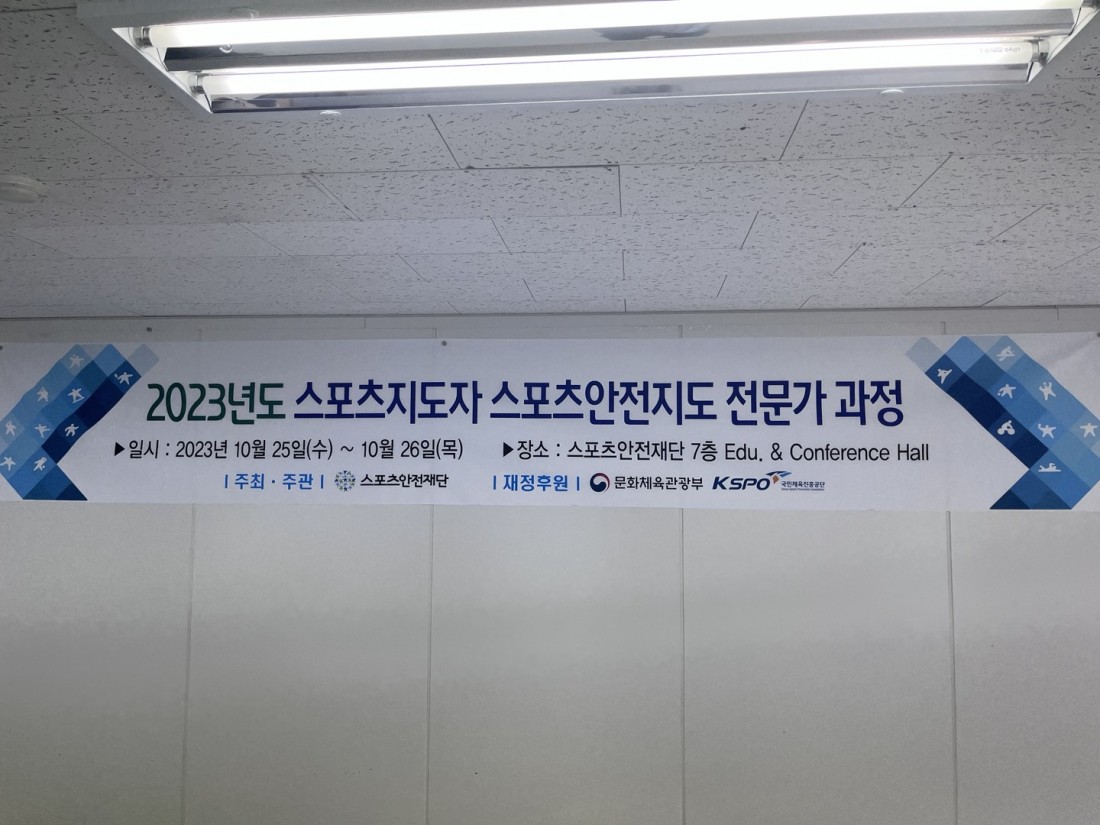 2023년도 스포츠지도자 스포츠안전지도 전문가 과정
▶일시 : 2023년 10월 25일(수) ~ 10월 26일(목) ▶장소 : 스포츠안전재단 7층 Edu. & Conference Hall
| 주최 · 주관 | 스포츠안전재단 | 재정후원 | 문화체육관광부 KSPO 국민체육진흥공단